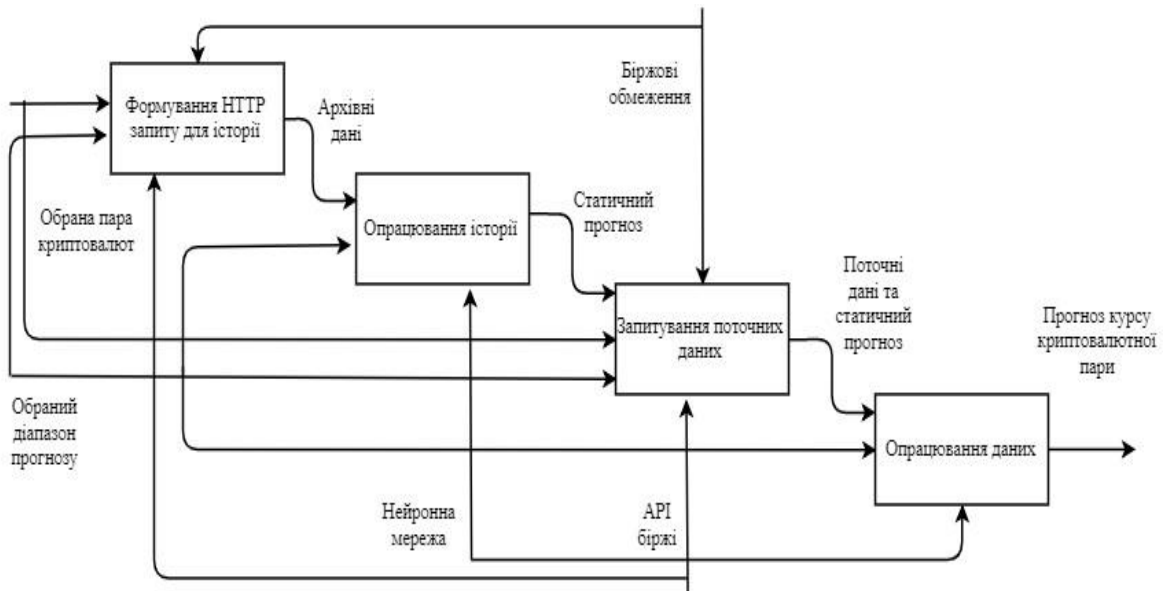 Біржові
обмеження
Формування HTTP
запиту для історії
Архівні
дані
Обрана пара
криптовалют
Опрацювання історії
Статичний
прогноз
Запитування поточних
даних
Поточні
дані та
статичний
прогноз
Прогноз курсу
криптовалютної
пари
Обраний
діапазон
прогнозу
Опрацювання даних
Нейронна
мережа
API
біржі